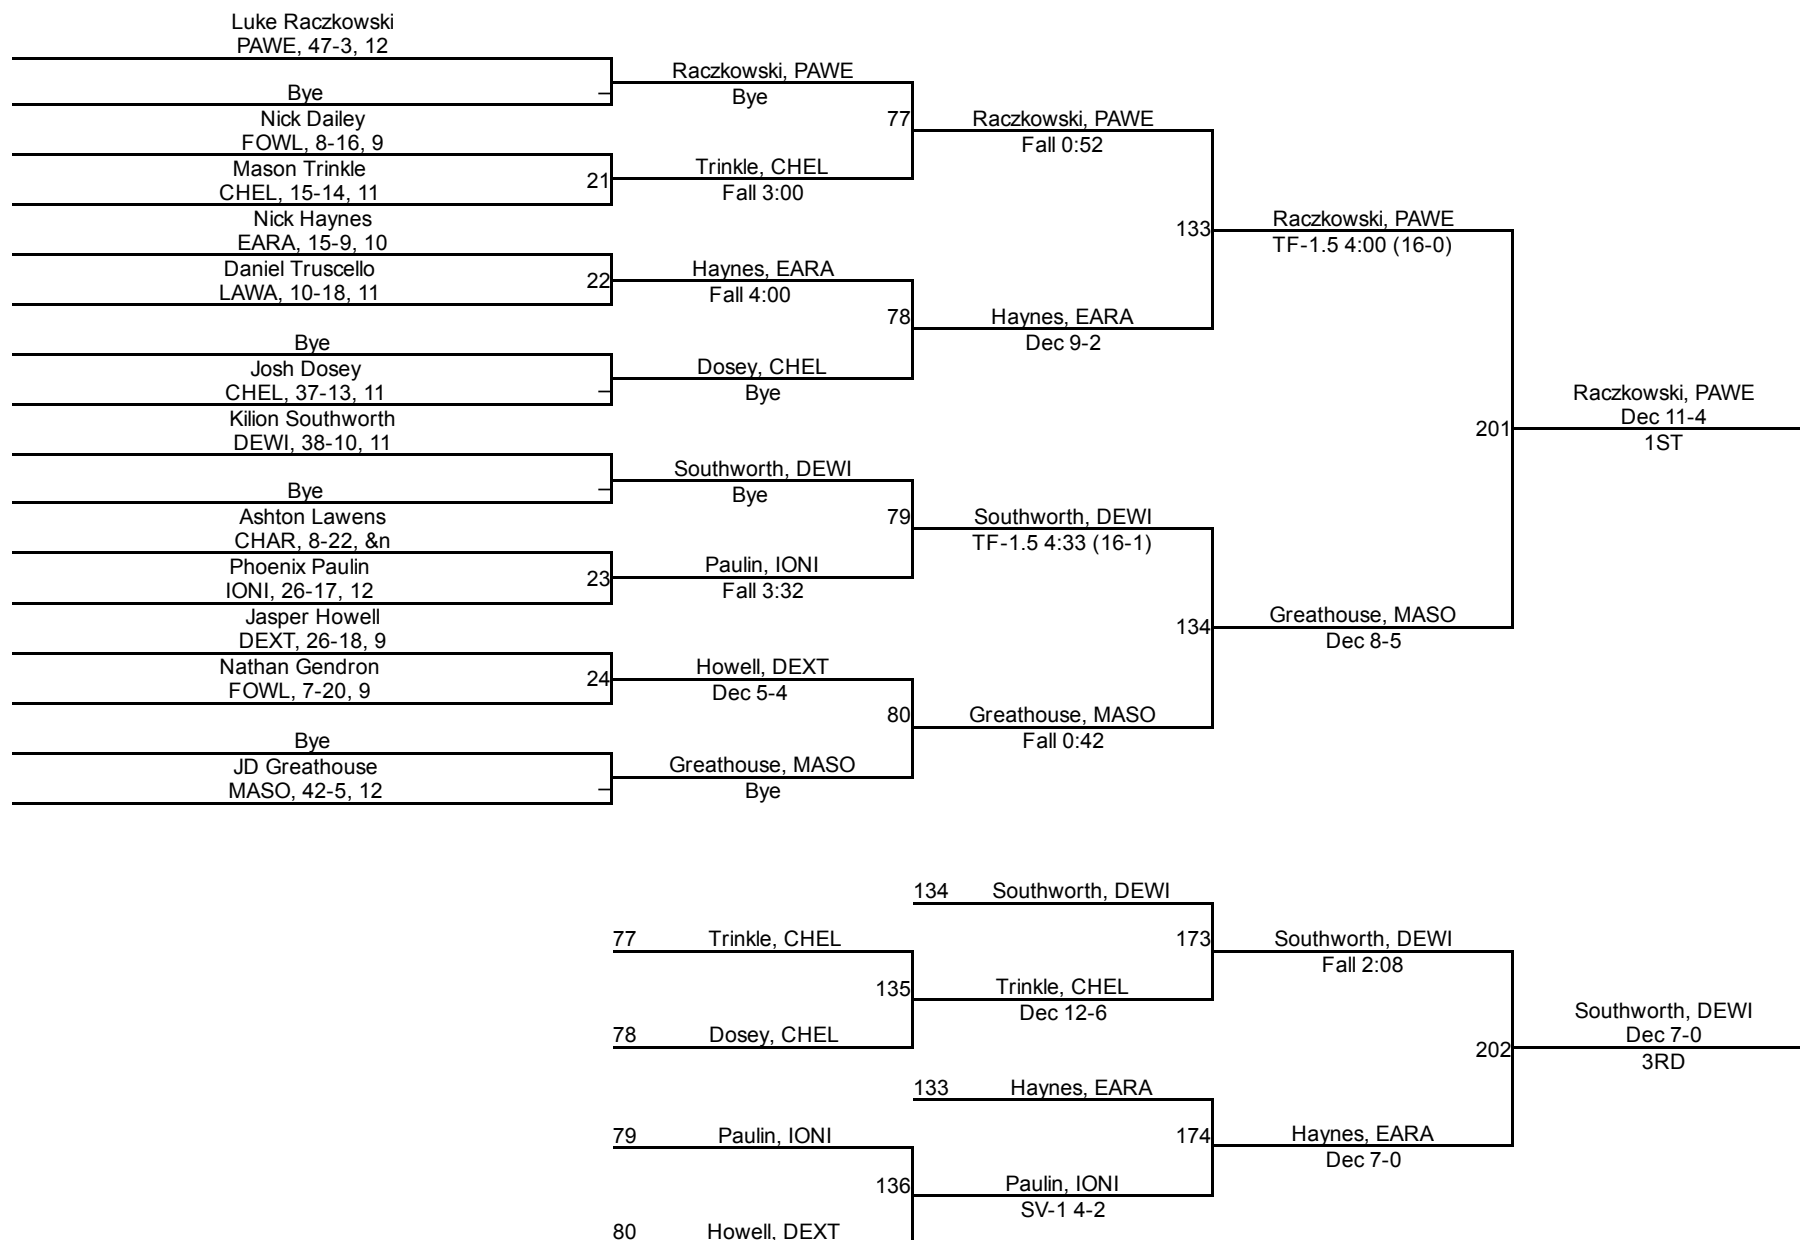 Luke Raczkowski
PAWE, 47-3, 12
Bye
–
Nick Dailey
FOWL, 8-16, 9
Mason Trinkle
CHEL, 15-14, 11
21
Nick Haynes
EARA, 15-9, 10
Daniel Truscello
LAWA, 10-18, 11
22
Bye
Josh Dosey
CHEL, 37-13, 11
–
Kilion Southworth
DEWI, 38-10, 11
Bye
–
Ashton Lawens
CHAR, 8-22, &n
Phoenix Paulin
IONI, 26-17, 12
23
Jasper Howell
DEXT, 26-18, 9
Nathan Gendron
FOWL, 7-20, 9
24
Bye
JD Greathouse
MASO, 42-5, 12
–
Raczkowski, PAWE
Bye
77
Trinkle, CHEL
Fall 3:00
Haynes, EARA
Fall 4:00
78
Dosey, CHEL
Bye
Southworth, DEWI
Bye
79
Paulin, IONI
Fall 3:32
Howell, DEXT
Dec 5-4
80
Greathouse, MASO
Bye
Raczkowski, PAWE
Fall 0:52
133
Haynes, EARA
Dec 9-2
Southworth, DEWI
TF-1.5 4:33 (16-1)
134
Greathouse, MASO
Fall 0:42
Raczkowski, PAWE
TF-1.5 4:00 (16-0)
201
Greathouse, MASO
Dec 8-5
Raczkowski, PAWE
Dec 11-4
1ST
77 Trinkle, CHEL
135
78 Dosey, CHEL
79 Paulin, IONI
136
80 Howell, DEXT
134 Southworth, DEWI
173
Trinkle, CHEL
Dec 12-6
133 Haynes, EARA
174
Paulin, IONI
SV-1 4-2
Southworth, DEWI
Fall 2:08
202
Haynes, EARA
Dec 7-0
Southworth, DEWI
Dec 7-0
3RD